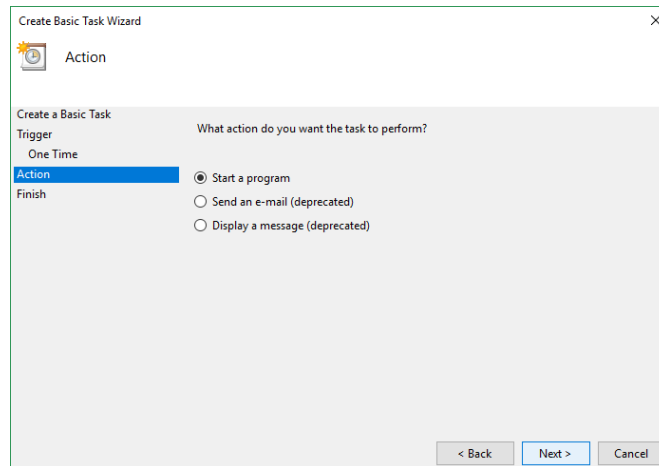 Create Basic Task Wizard
Action
Create a Basic Task
Trigger
One Time
Action
Finish
What action do you want the task to perform?
Start a program
Send an e-mail (deprecated)
Display a message (deprecated)
< Back
Next >
Cancel